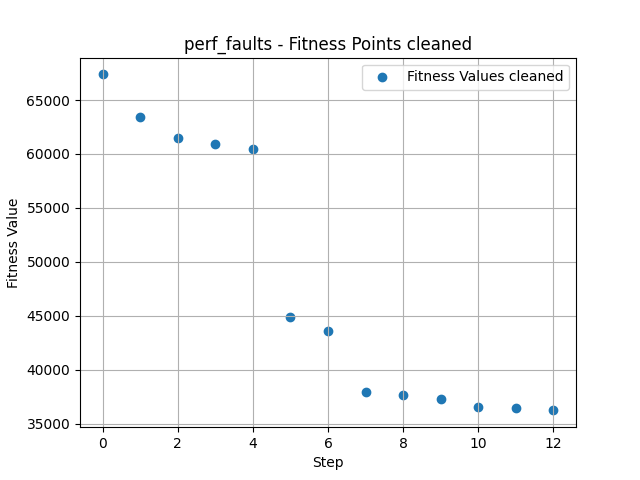 perf_faults - Fitness Points cleaned
Fitness Values cleaned
65000
60000
55000
50000
45000
40000
35000
Fitness Value
0 2 4 6 8 10 12
Step